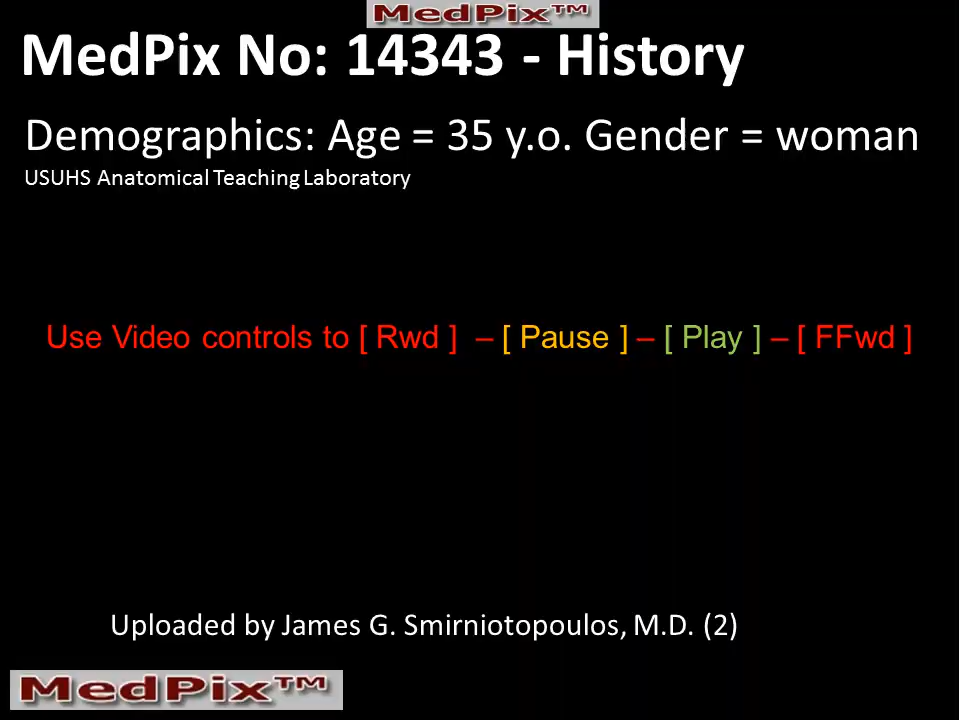 MedPix™
MedPix No: 14343 - History
Demographics: Age = 35 y.o. Gender = woman
USUHS Anatomical Teaching Laboratory
Use Video controls to [ Rwd ] – [ Pause ] – [ Play ] – [ FFwd ]
Uploaded by James G. Smirniotopoulos, M.D. (2)
MedPix™